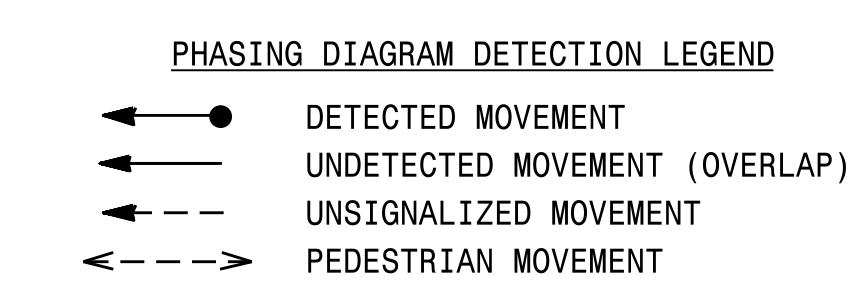 PHASING DIAGRAM DETECTION LEGEND
DETECTED MOVEMENT
UNDETECTED MOVEMENT (OVERLAP)
UNSIGNALIZED MOVEMENT
PEDESTRIAN MOVEMENT